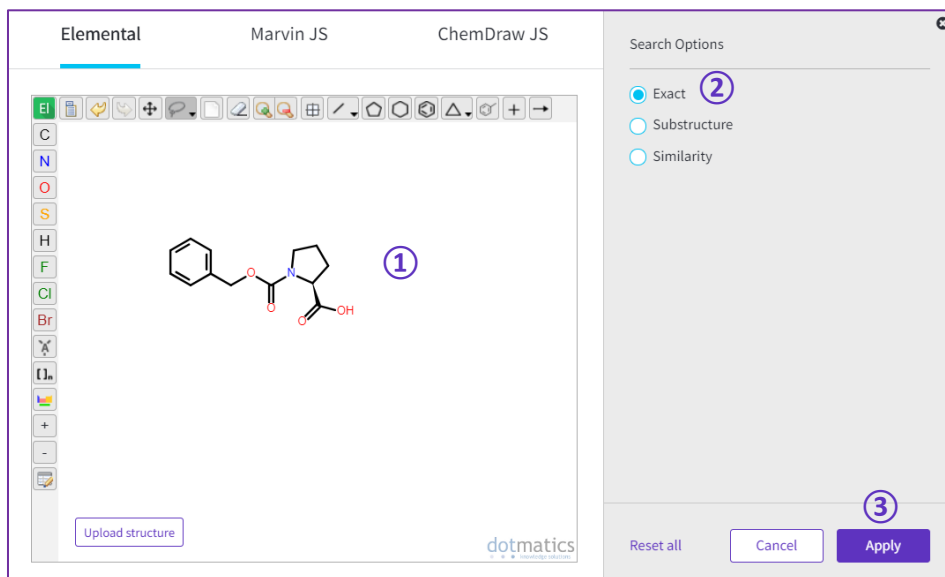 Elemental
Marvin JS
ChemDraw JS
Search Options
Exact
②
Substructure
Similarity
El
C
N
O
S
H
F
Cl
Br
A
[ ]n
+
-
+
O
N
O
O
OH
①
Upload structure
dotmatics
③
Reset all
Cancel
Apply